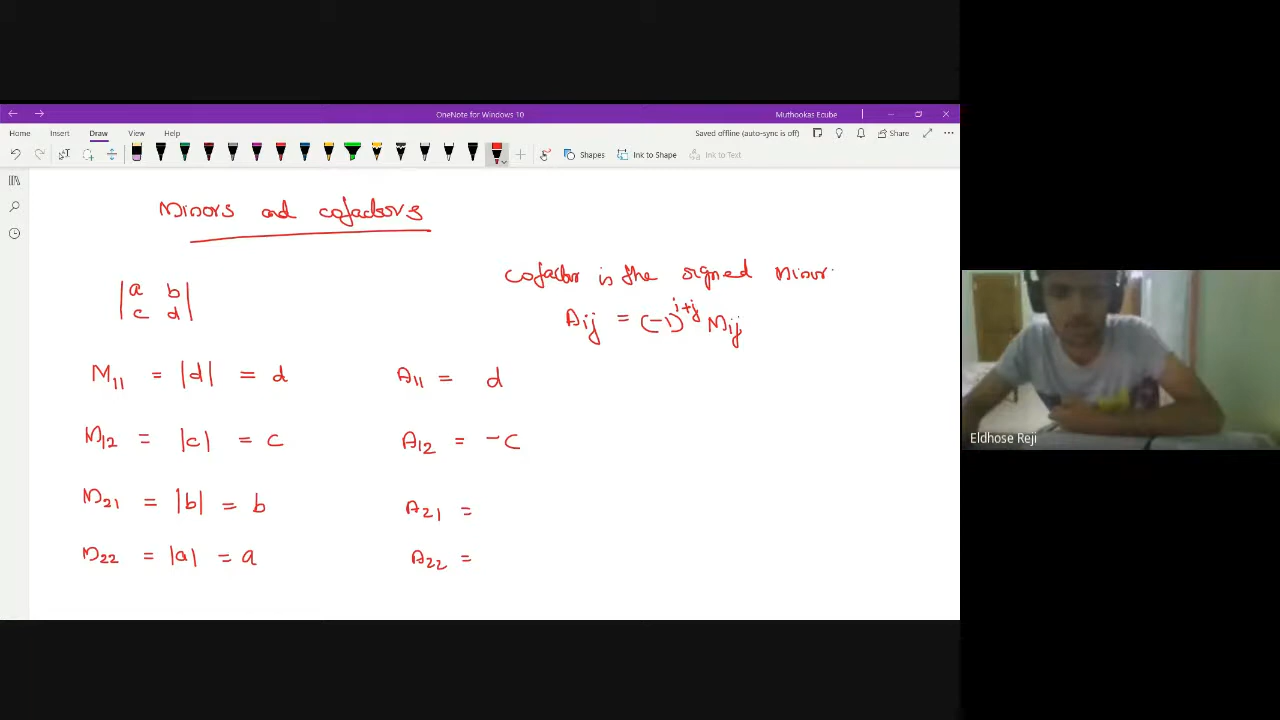 OneNote for Windows 10
Muthookas Ecube
Home Insert Draw View Help
Saved offline (auto-sync is off)
Share
Shapes
Ink to Shape
Ink to Text
Minors and cofactors
|a b|
|c d|
cofactor is the signed Minor.
Aij = (-1)^i+j Mij
M11 = |d| = d
A11 = d
M12 = |c| = c
A12 = -c
M21 = |b| = b
A21 =
M22 = |a| = a
A22 =
Eldhose Reji